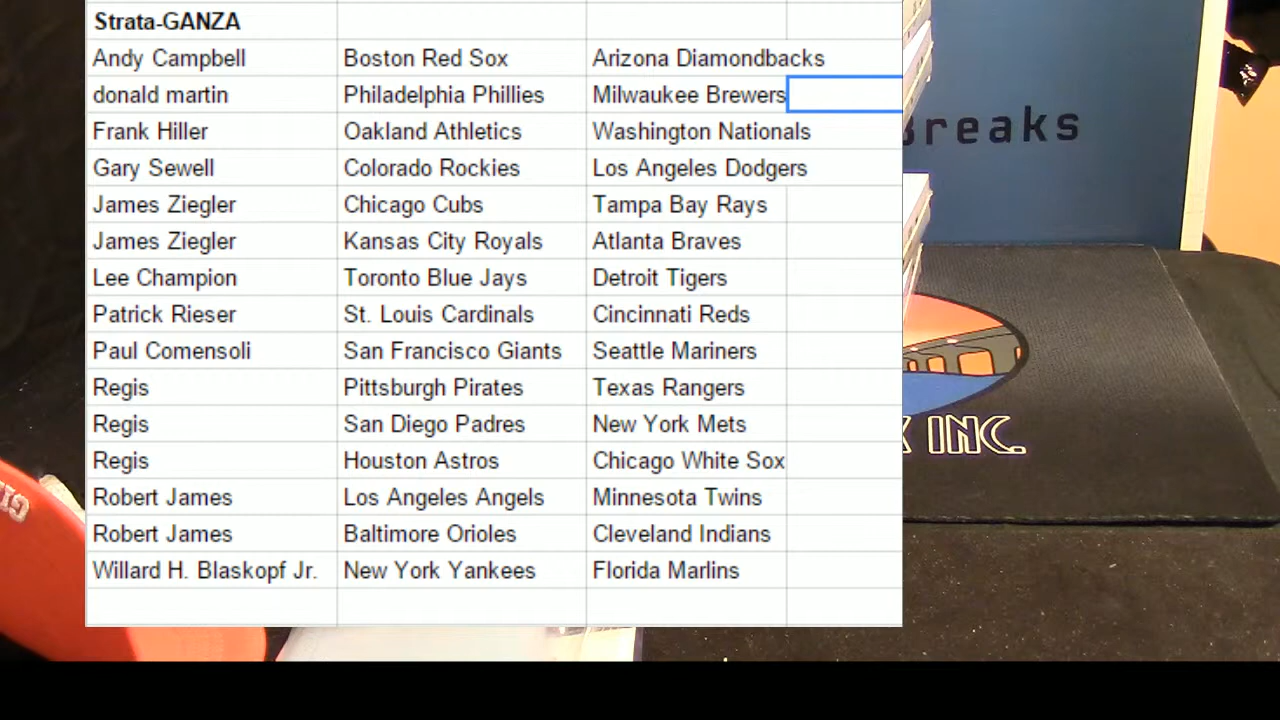 Strata-GANZA
Andy Campbell Boston Red Sox Arizona Diamondbacks
donald martin Philadelphia Phillies Milwaukee Brewers
Frank Hiller Oakland Athletics Washington Nationals
Gary Sewell Colorado Rockies Los Angeles Dodgers
James Ziegler Chicago Cubs Tampa Bay Rays
James Ziegler Kansas City Royals Atlanta Braves
Lee Champion Toronto Blue Jays Detroit Tigers
Patrick Rieser St. Louis Cardinals Cincinnati Reds
Paul Comensoli San Francisco Giants Seattle Mariners
Regis Pittsburgh Pirates Texas Rangers
Regis San Diego Padres New York Mets
Regis Houston Astros Chicago White Sox
Robert James Los Angeles Angels Minnesota Twins
Robert James Baltimore Orioles Cleveland Indians
Willard H. Blaskopf Jr. New York Yankees Florida Marlins
Breaks
INC.